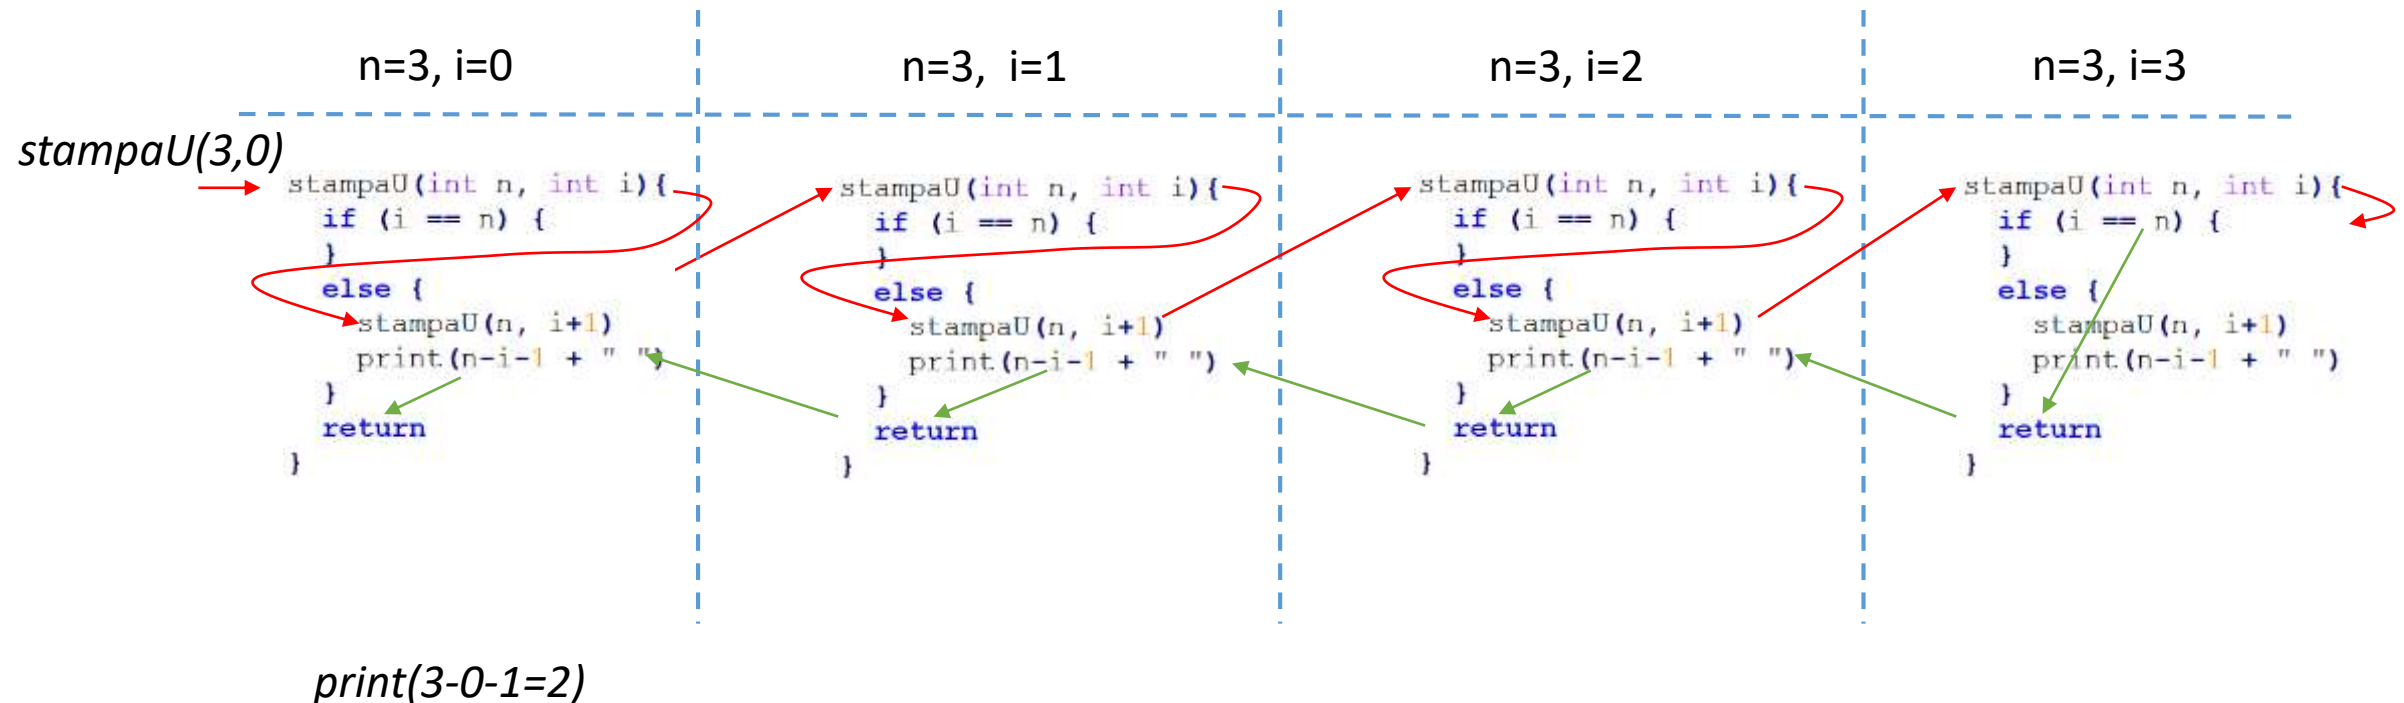 n=3, i=0
n=3, i=1
n=3, i=2
n=3, i=3
stampaU(3,0)
stampaU(int n, int i){
if (i == n) {
}
else {
stampaU(n, i+1)
print(n-i-1 + " ")
}
return
}
stampaU(int n, int i){
if (i == n) {
}
else {
stampaU(n, i+1)
print(n-i-1 + " ")
}
return
}
stampaU(int n, int i){
if (i == n) {
}
else {
stampaU(n, i+1)
print(n-i-1 + " ")
}
return
}
stampaU(int n, int i){
if (i == n) {
}
else {
stampaU(n, i+1)
print(n-i-1 + " ")
}
return
}
print(3-0-1=2)